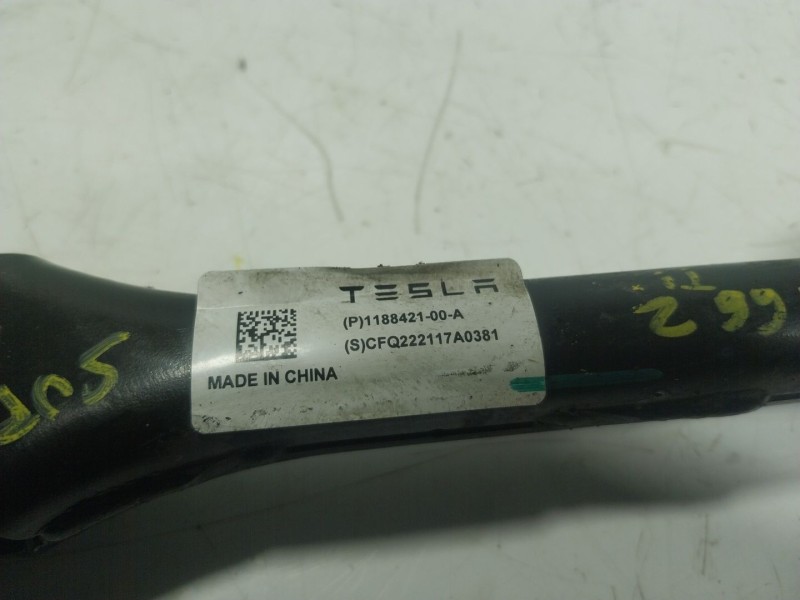 TESLA
(P)1188421-00-A
(S)CFQ222117A0381
MADE IN CHINA